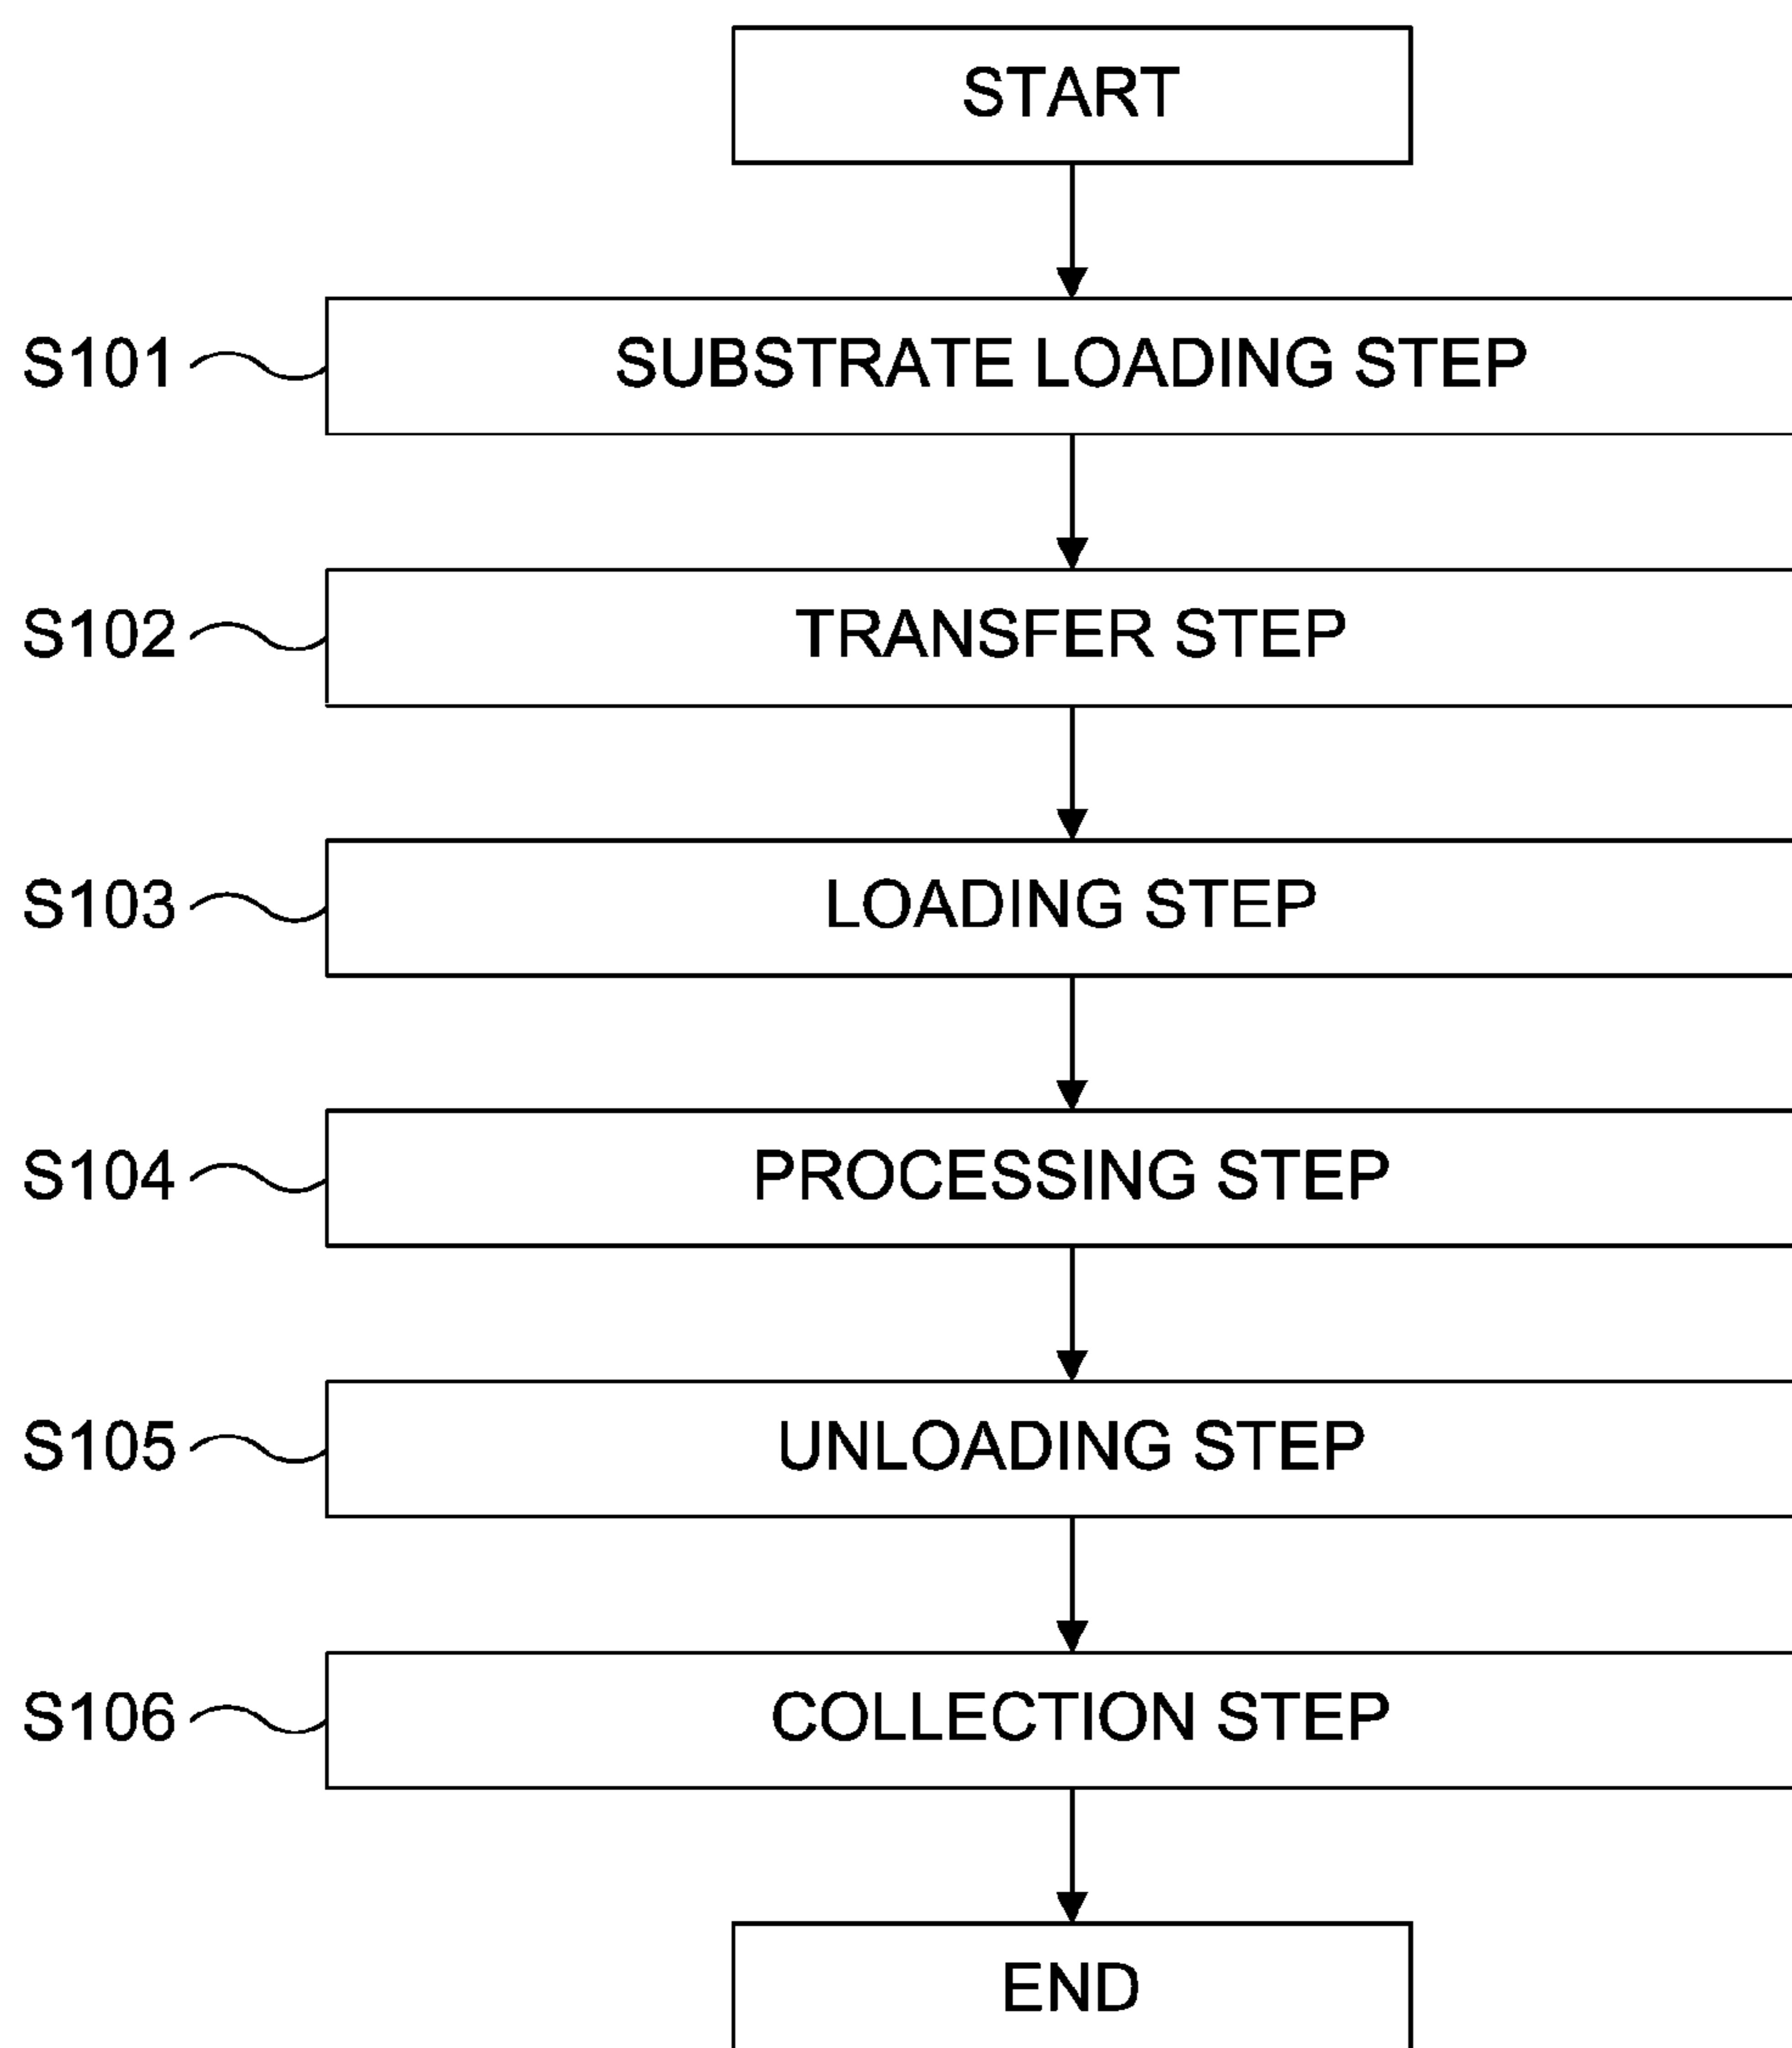 START
S101 SUBSTRATE LOADING STEP
S102 TRANSFER STEP
S103 LOADING STEP
S104 PROCESSING STEP
S105 UNLOADING STEP
S106 COLLECTION STEP
END